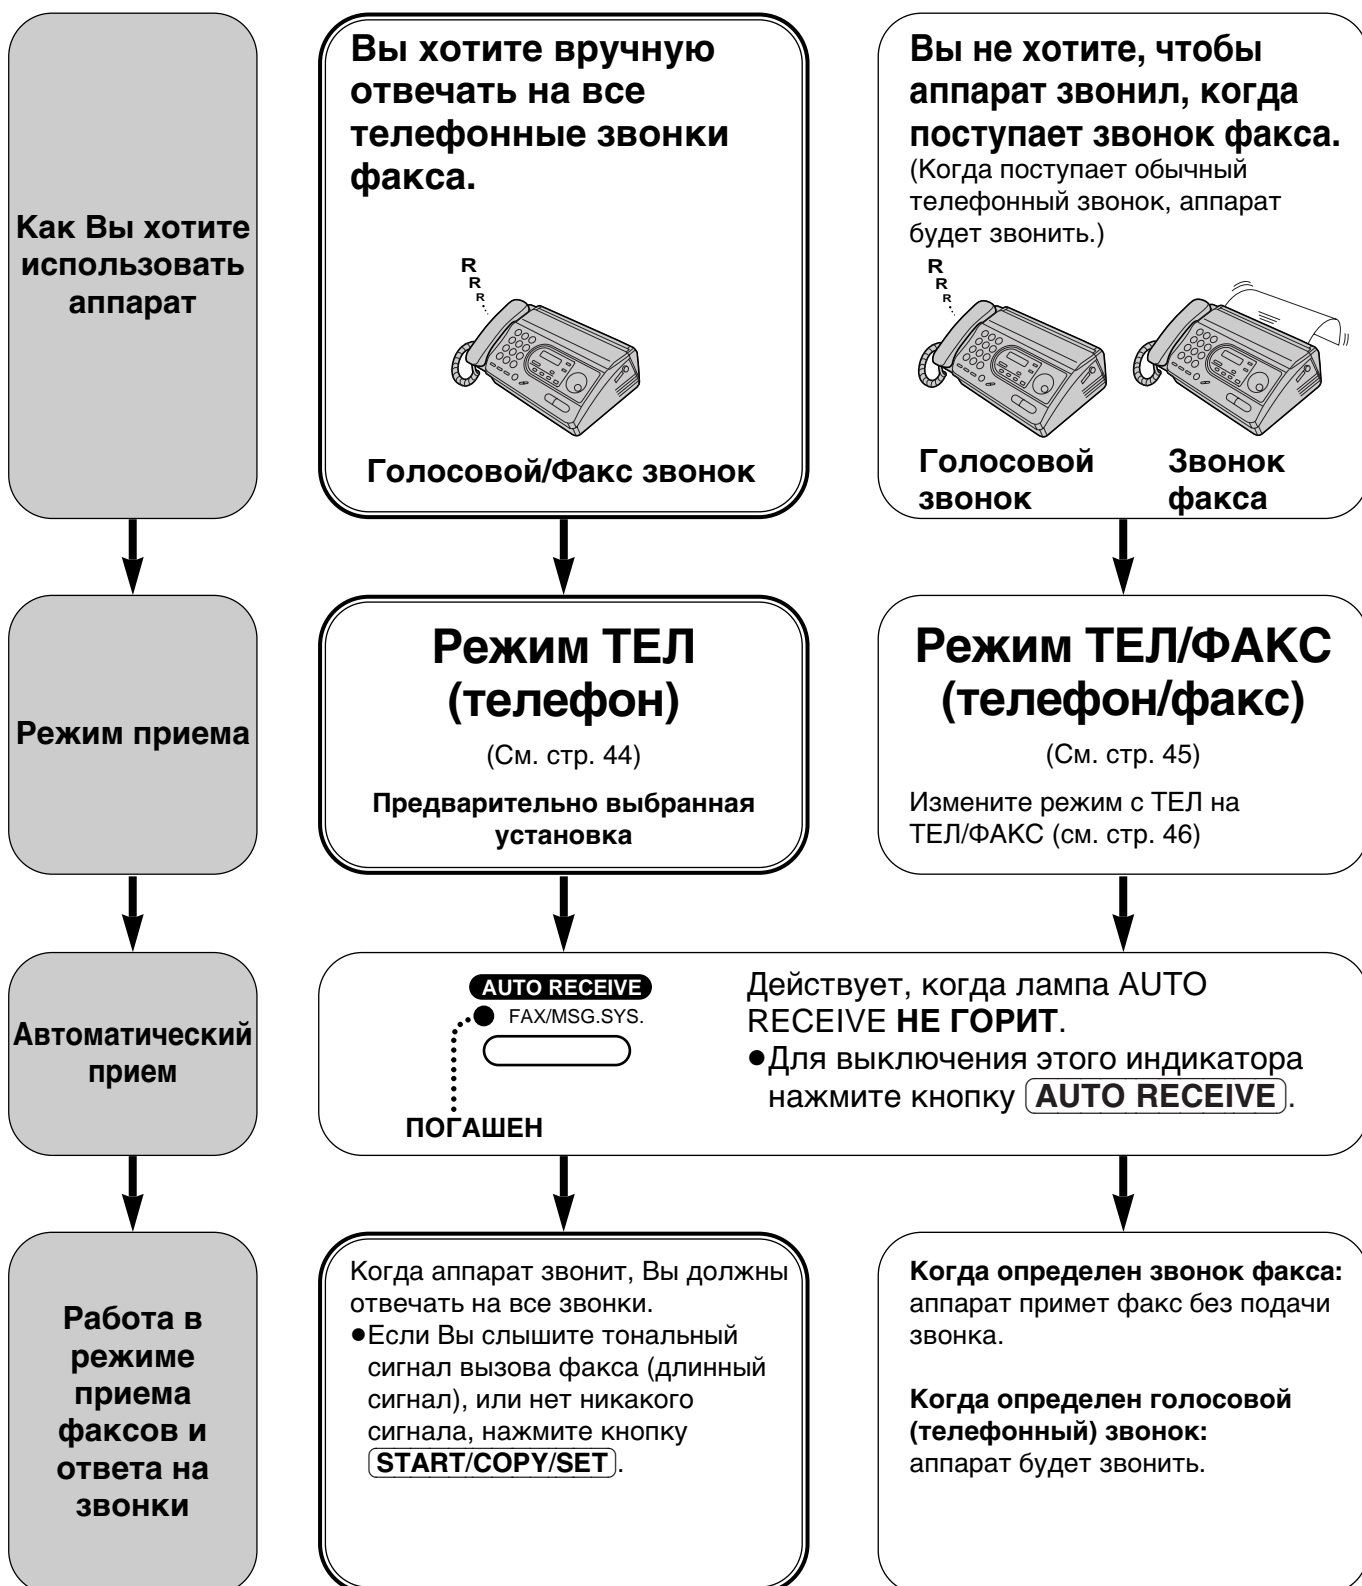 Как Вы хотите
использовать
аппарат
Вы хотите вручную
отвечать на все
телефонные звонки
факса.
R
R
R
Голосовой/Факс звонок
Вы не хотите, чтобы
аппарат звонил, когда
поступает звонок факса.
(Когда поступает обычный
телефонный звонок, аппарат
будет звонить.)
R
R
R
Голосовой
звонок
Звонок
факса
Режим приема
Режим ТЕЛ
(телефон)
(См. стр. 44)
Предварительно выбранная
установка
Режим ТЕЛ/ФАКС
(телефон/факс)
(См. стр. 45)
Измените режим с ТЕЛ на
ТЕЛ/ФАКС (см. стр. 46)
Автоматический
прием
AUTO RECEIVE
FAX/MSG.SYS.
ПОГАШЕН
Действует, когда лампа AUTO
RECEIVE НЕ ГОРИТ.
●Для выключения этого индикатора
нажмите кнопку AUTO RECEIVE.
Работа в
режиме
приема
факсов и
ответа на
звонки
Когда аппарат звонит, Вы должны
отвечать на все звонки.
●Если Вы слышите тональный
сигнал вызова факса (длинный
сигнал), или нет никакого
сигнала, нажмите кнопку
START/COPY/SET.
Когда определен звонок факса:
аппарат примет факс без подачи
звонка.
Когда определен голосовой
(телефонный) звонок:
аппарат будет звонить.